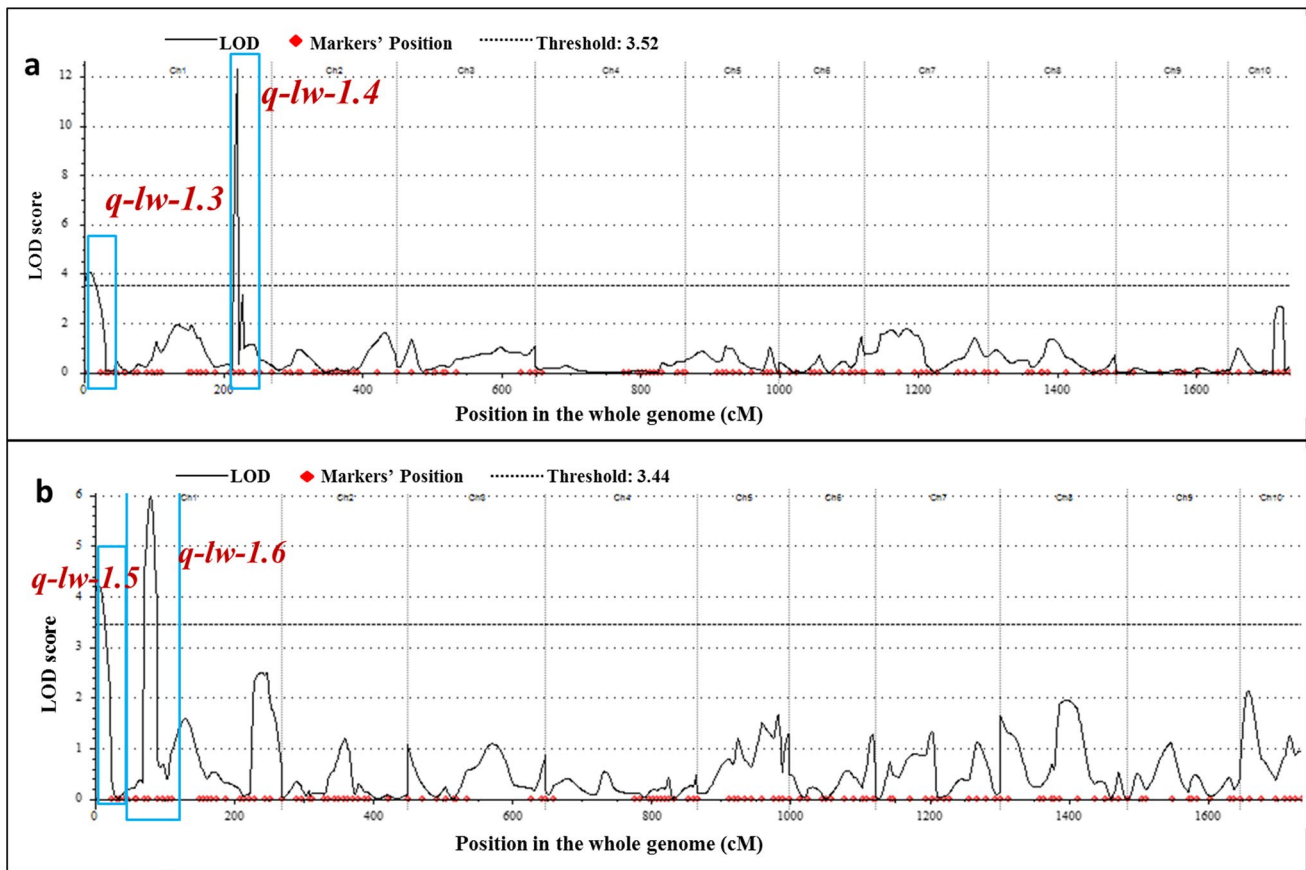 LOD Markers' Position Threshold: 3.52
a
Ch1 Ch2 Ch3 Ch4 Ch5 Ch6 Ch7 Ch8 Ch9 Ch10
q-lw-1.4
q-lw-1.3
12
10
8
6
4
2
0
LOD score
0 200 400 600 800 1000 1200 1400 1600
Position in the whole genome (cM)
LOD Markers' Position Threshold: 3.44
b
Ch1 Ch2 Ch3 Ch4 Ch5 Ch6 Ch7 Ch8 Ch9 Ch10
q-lw-1.6
q-lw-1.5
6
5
4
3
2
1
0
LOD score
0 200 400 600 800 1000 1200 1400 1600
Position in the whole genome (cM)